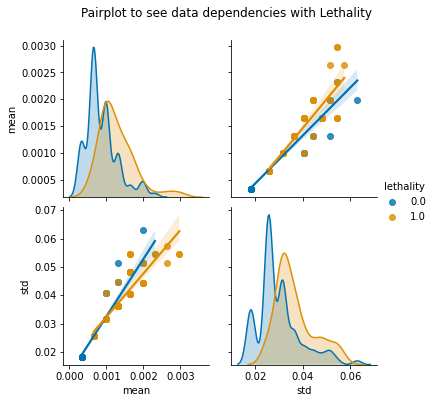 Pairplot to see data dependencies with Lethality
0.0030
0.0025
0.0020
0.0015
0.0010
0.0005
mean
lethality
0.0
1.0
0.07
0.06
0.05
0.04
0.03
0.02
std
0.000 0.001 0.002 0.003
mean
0.02 0.04 0.06
std